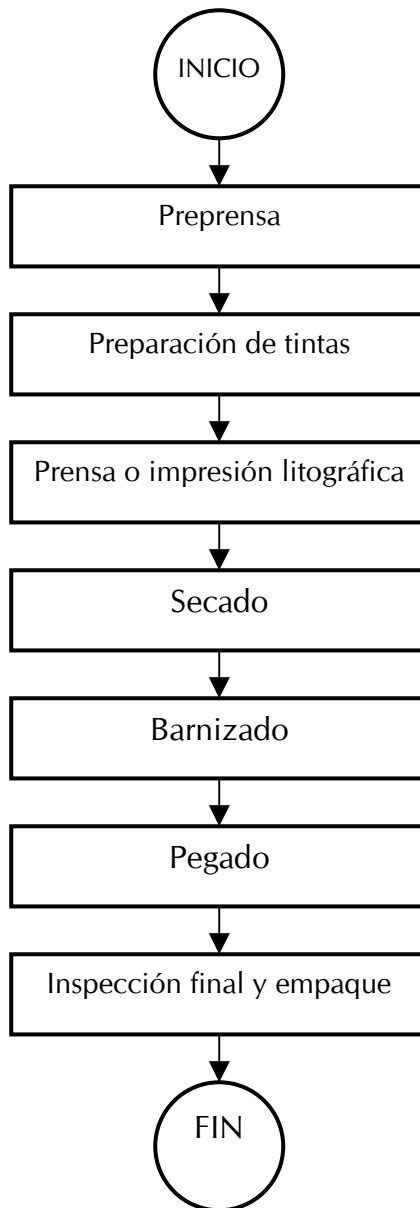 INICIO
Preprensa
Preparación de tintas
Prensa o impresión litográfica
Secado
Barnizado
Pegado
Inspección final y empaque
FIN